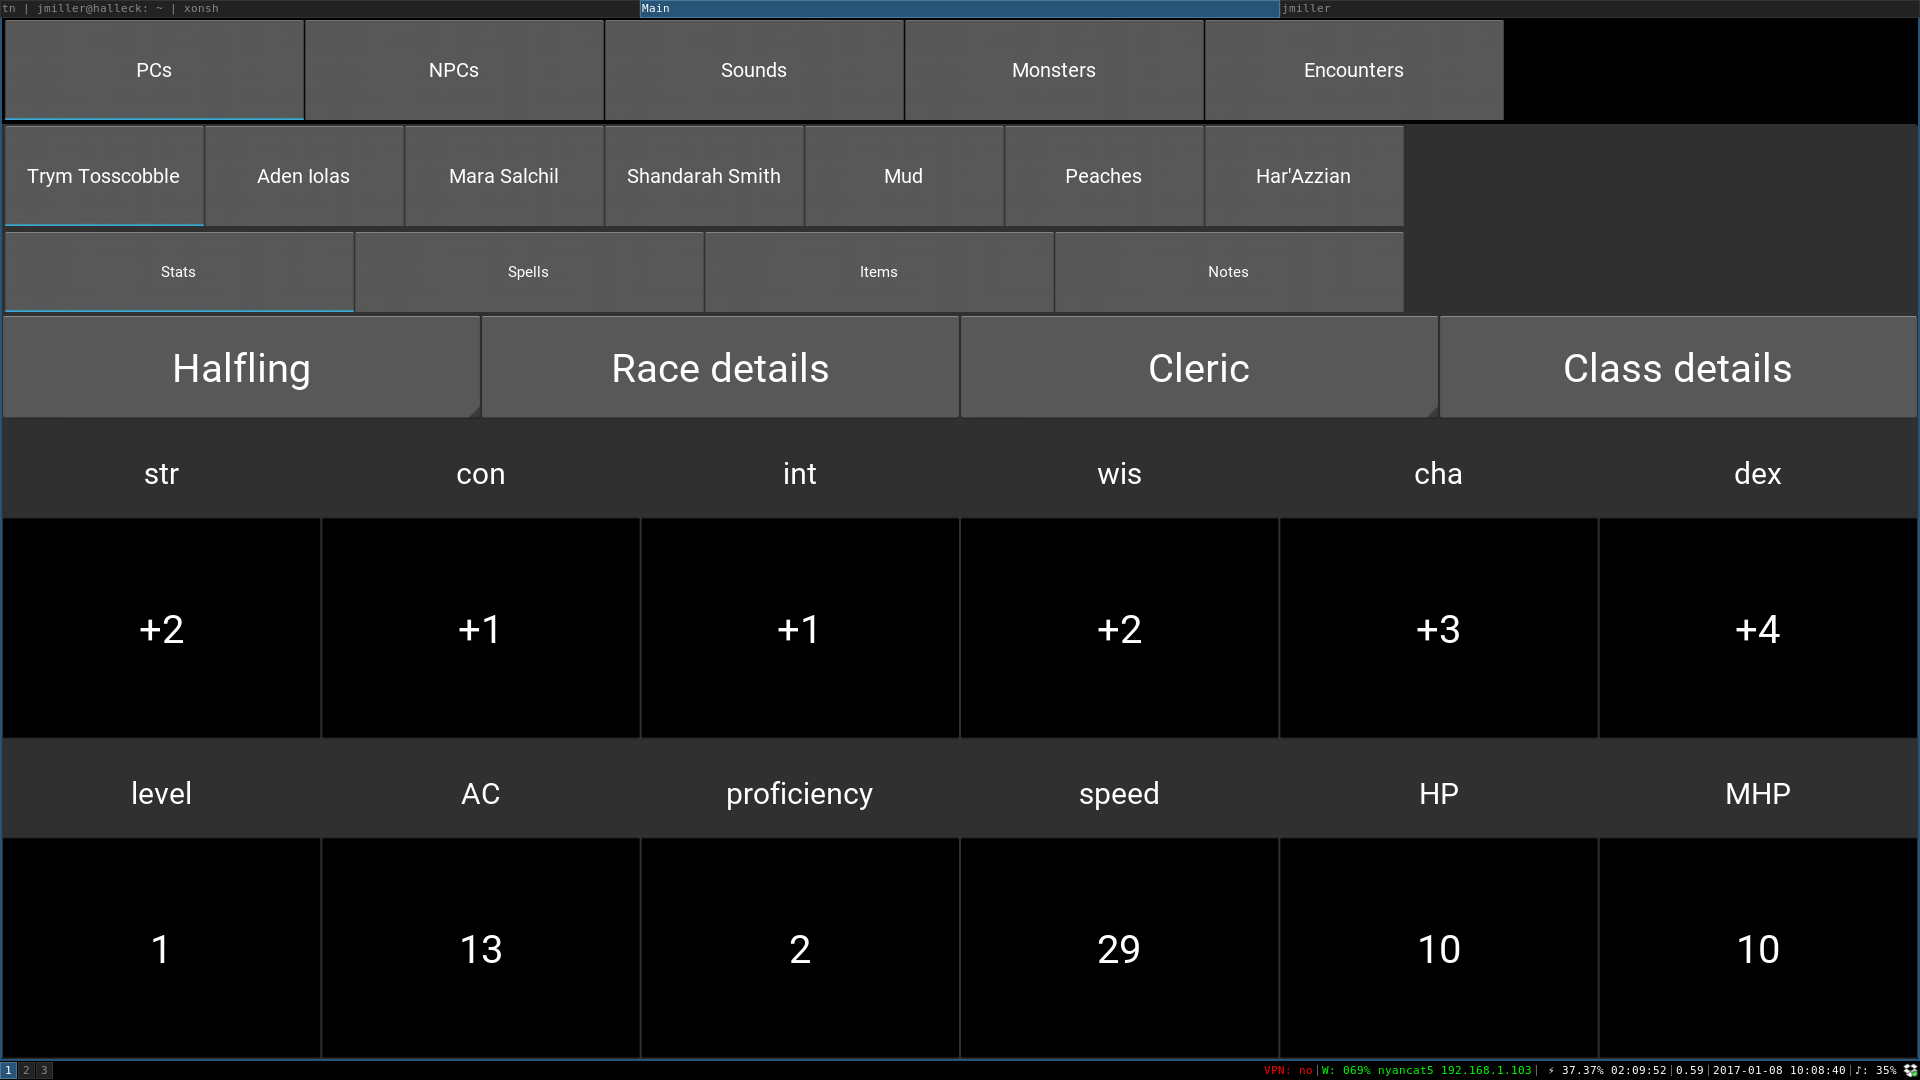 tn | jmiller@halleck: ~ | xonsh Main jmiller
PCs NPCs Sounds Monsters Encounters
Trym Tosscobble Aden Iolas Mara Salchil Shandarah Smith Mud Peaches Har'Azzian
Stats Spells Items Notes
Halfling Race details Cleric Class details
str con int wis cha dex
+2 +1 +1 +2 +3 +4
level AC proficiency speed HP MHP
1 13 2 29 10 10
1 2 3 VPN: no|W: 069% nyancat5 192.168.1.103| ⚡ 37.37% 02:09:52|0.59|2017-01-08 10:08:40|♪: 35%